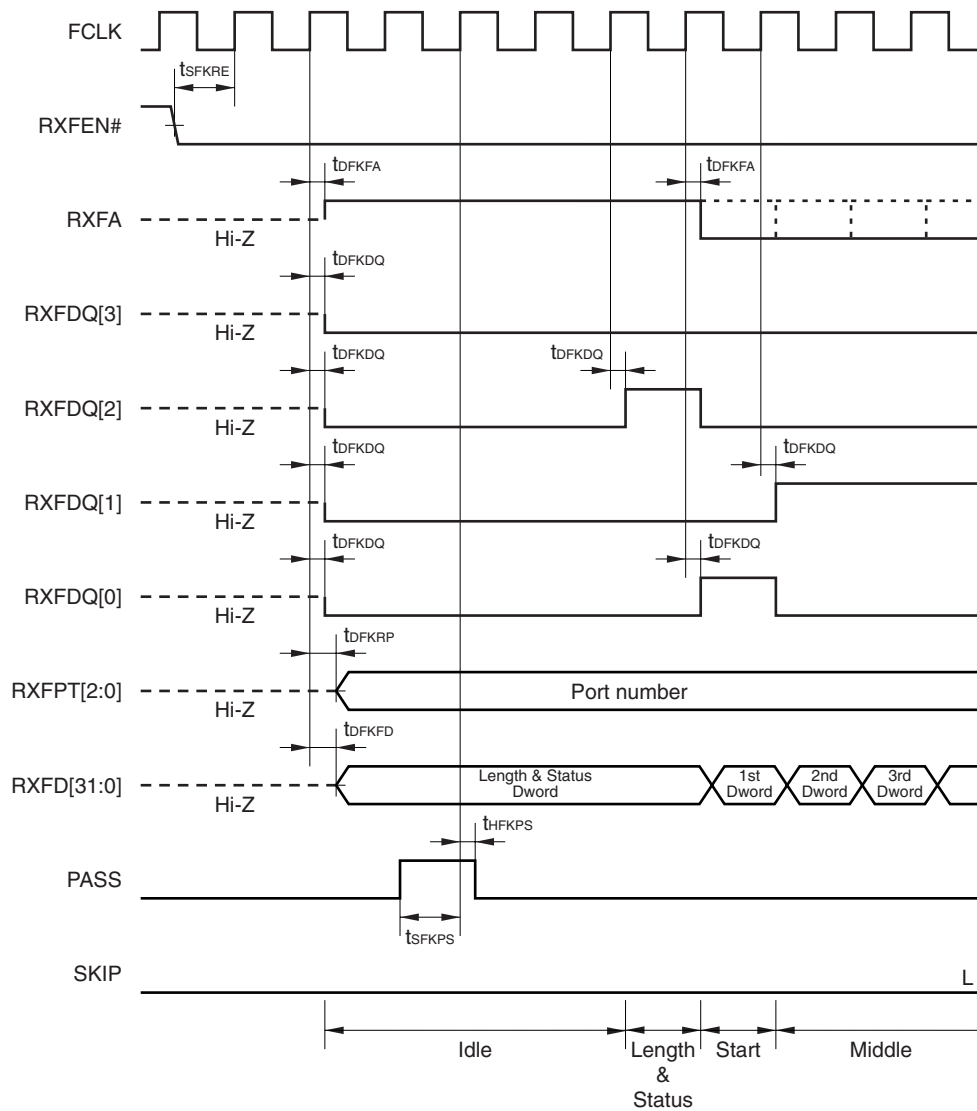 FCLK
tSFKRE
RXFEN#
tDFKFA tDFKFA
RXFA
Hi-Z
tDFKDQ
RXFDQ[3]
Hi-Z
tDFKDQ tDFKDQ
RXFDQ[2]
Hi-Z
tDFKDQ tDFKDQ
RXFDQ[1]
Hi-Z
tDFKDQ tDFKDQ
RXFDQ[0]
Hi-Z
tDFKRP
RXFPT[2:0] Port number
Hi-Z
tDFKFD
RXFD[31:0] Length & Status 1st 2nd 3rd
Dword Dword Dword Dword
Hi-Z
tHFKPS
PASS
tSFKPS
SKIP L
Idle Length Start Middle
&
Status